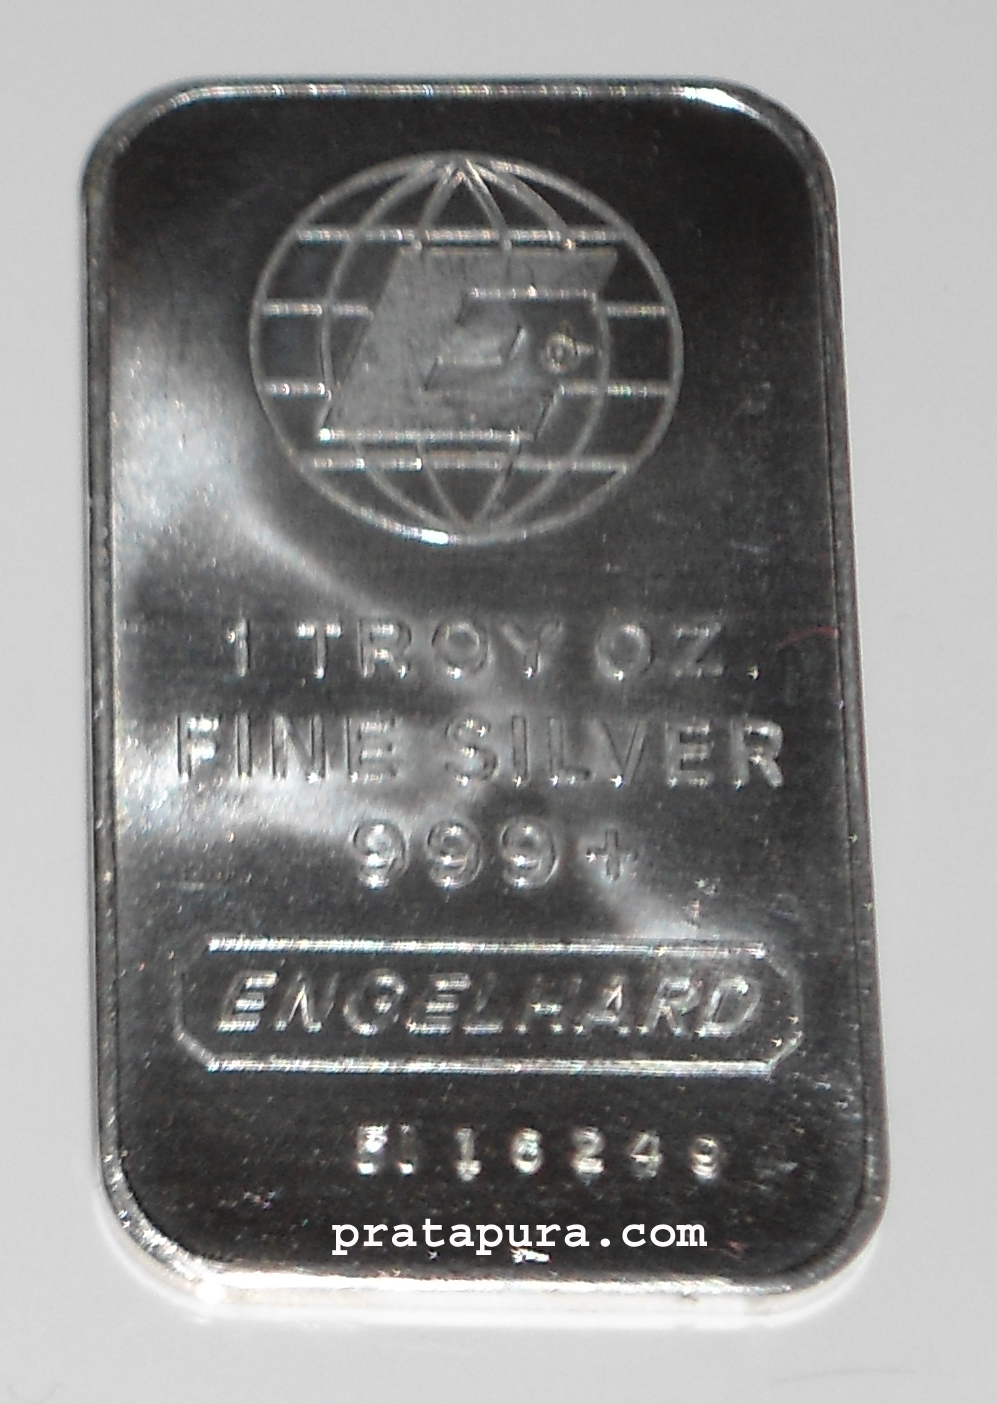 E
1 TROY OZ.
FINE SILVER
999+
ENGELHARD
pratapura.com